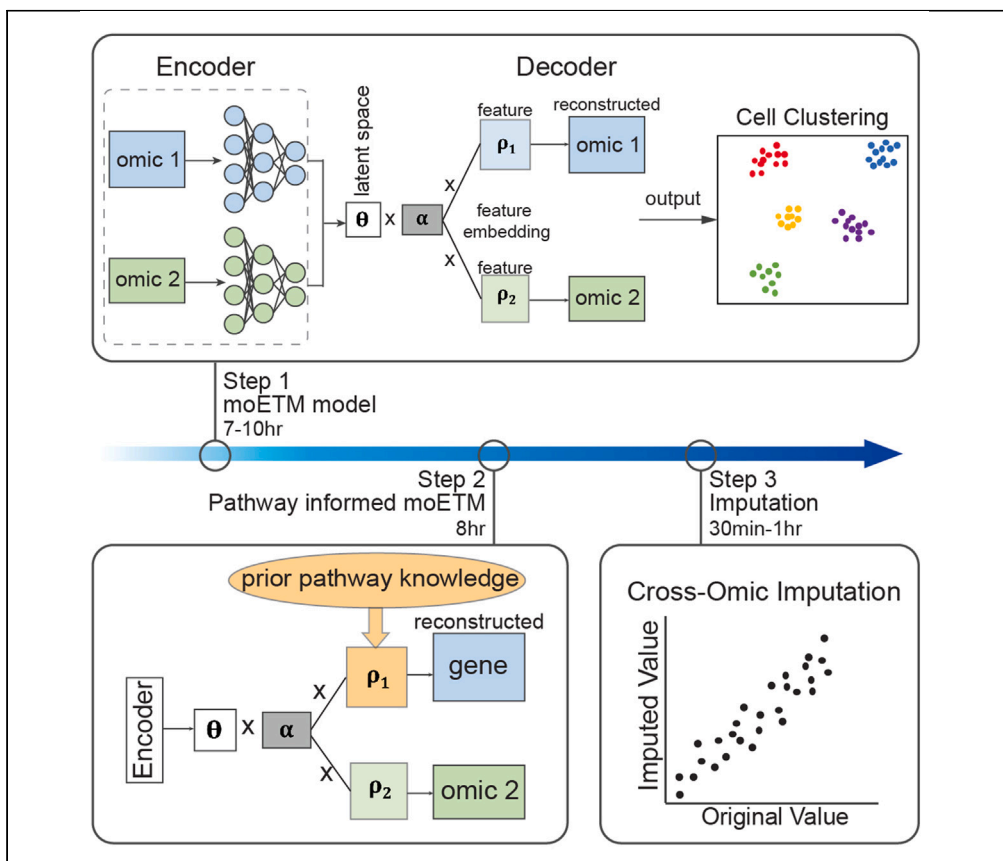 Encoder
Decoder
omic 1
omic 2
latent space
θ
x
α
x
x
feature
ρ1
reconstructed
omic 1
feature
embedding
feature
ρ2
omic 2
output
Cell Clustering
Step 1
moETM model
7-10hr
Step 2
Pathway informed moETM
8hr
Step 3
Imputation
30min-1hr
prior pathway knowledge
Encoder
θ
x
α
x
x
ρ1
reconstructed
gene
ρ2
omic 2
Cross-Omic Imputation
Imputed Value
Original Value